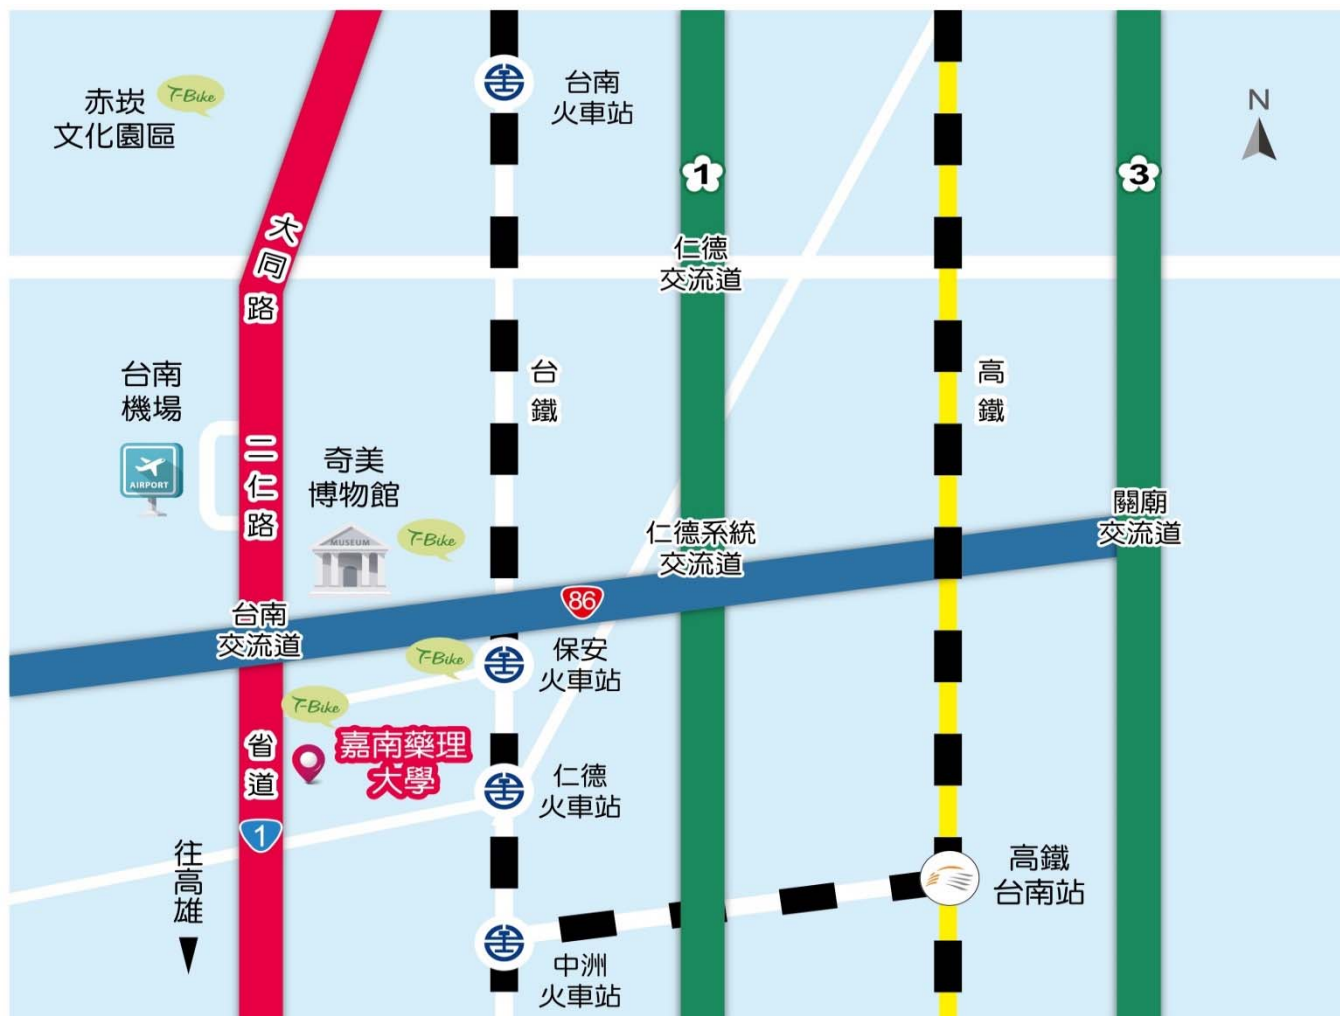 赤崁
文化園區
T-Bike
台南
火車站
N
1
3
大同路
仁德
交流道
台南
機場
AIRPORT
二仁路
奇美
博物館
MUSEUM
T-Bike
台鐵
高鐵
仁德系統
交流道
關廟
交流道
86
台南
交流道
T-Bike
保安
火車站
T-Bike
嘉南藥理
大學
省道
1
仁德
火車站
往高雄
高鐵
台南站
中洲
火車站